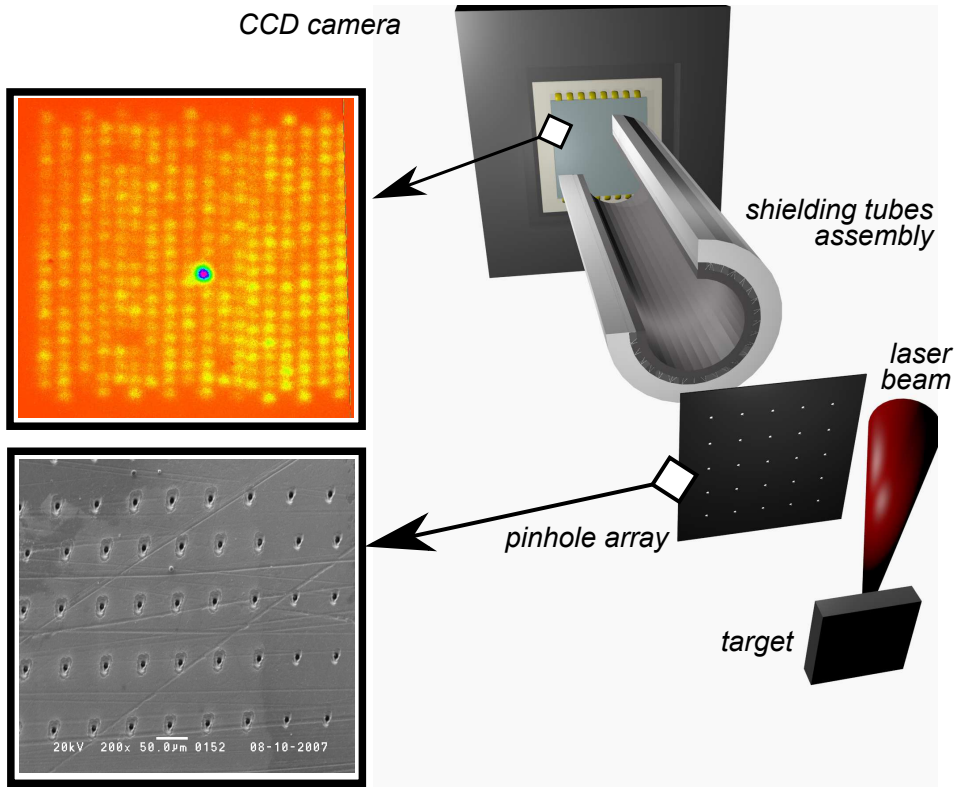 CCD camera
shielding tubes
assembly
laser
beam
pinhole array
target
20kV 200x 50.0µm 0152 08-10-2007